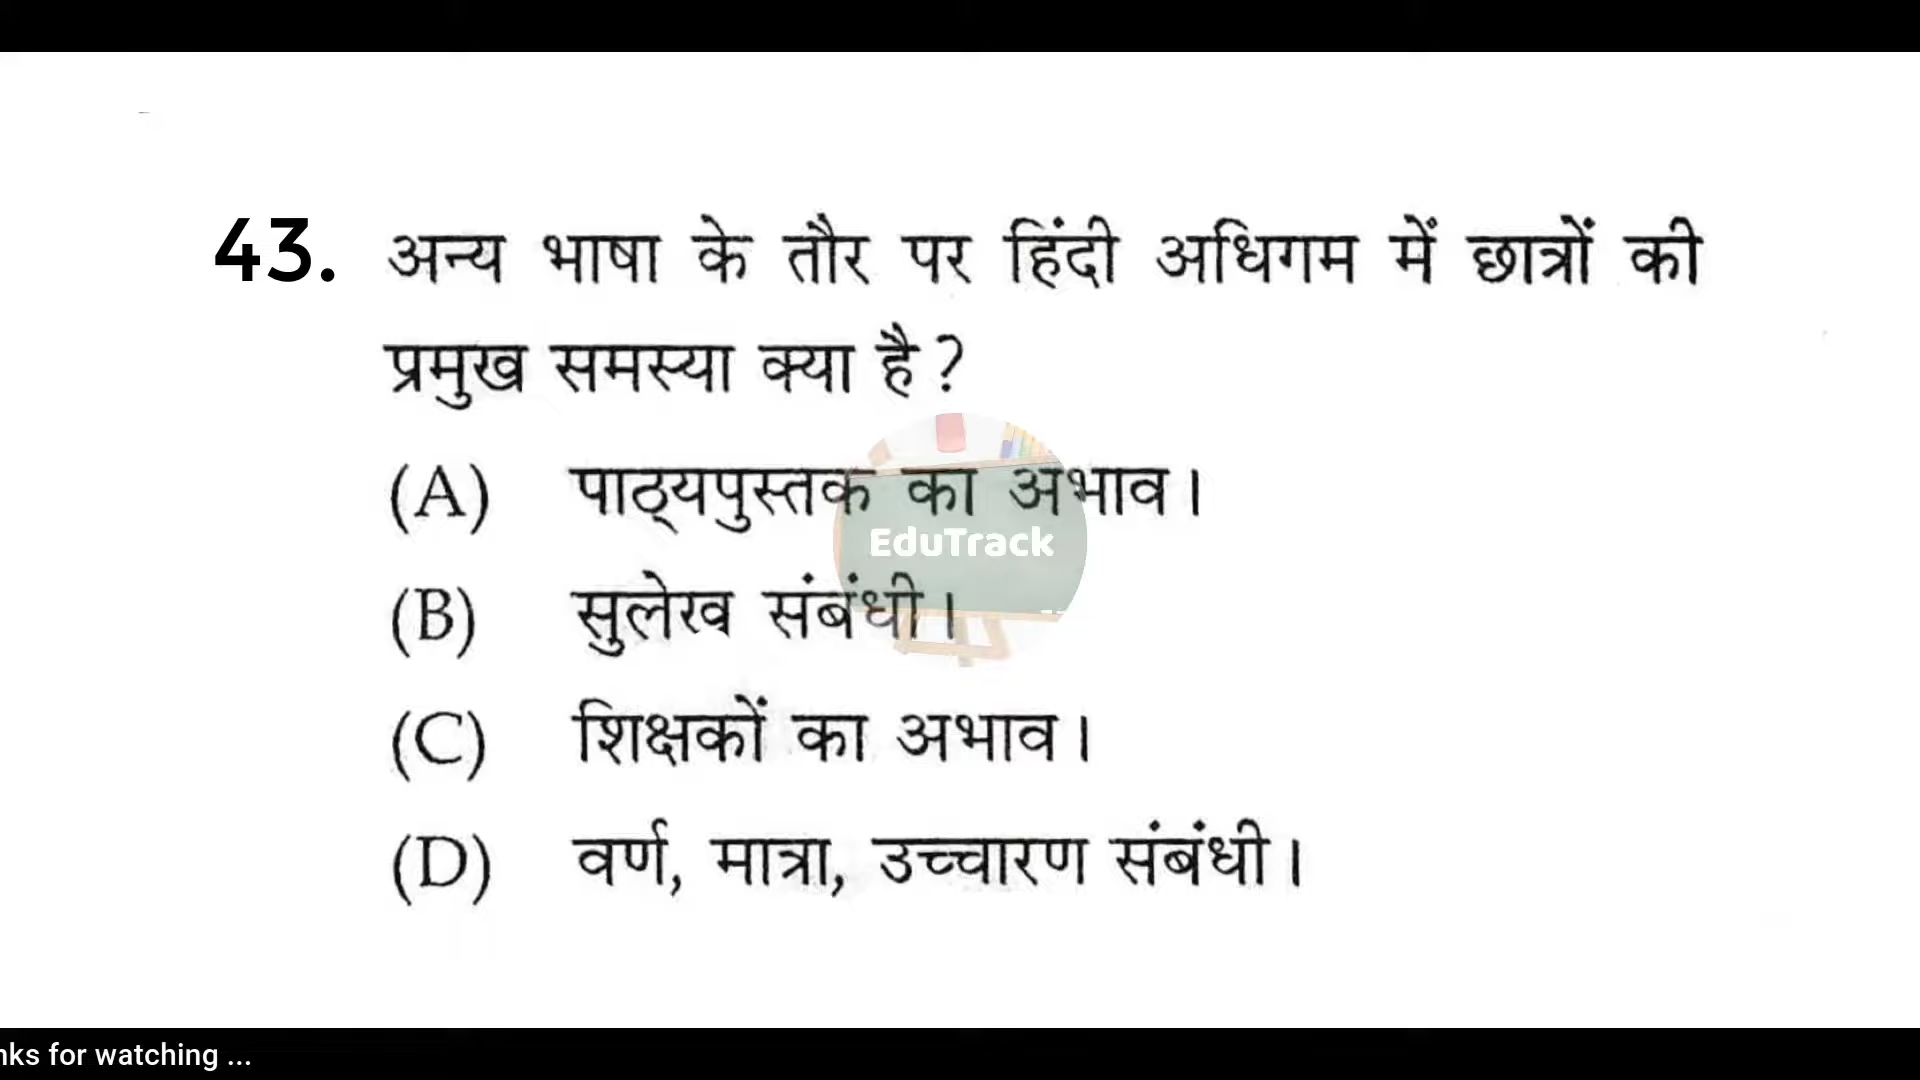 43. अन्य भाषा के तौर पर हिंदी अधिगम में छात्रों की
प्रमुख समस्या क्या है?
(A) पाठ्यपुस्तक का अभाव।
EduTrack
(B) सुलेख संबंधी।
(C) शिक्षकों का अभाव।
(D) वर्ण, मात्रा, उच्चारण संबंधी।
nks for watching ...